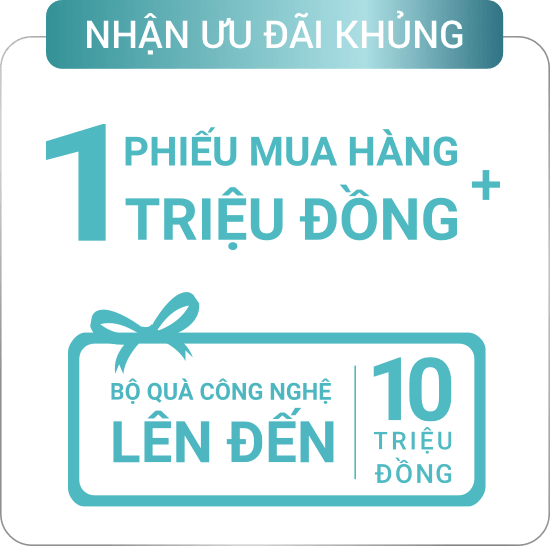 NHẬN ƯU ĐÃI KHỦNG
1 PHIẾU MUA HÀNG
TRIỆU ĐỒNG +
BỘ QUÀ CÔNG NGHỆ
LÊN ĐẾN
10
TRIỆU
ĐỒNG